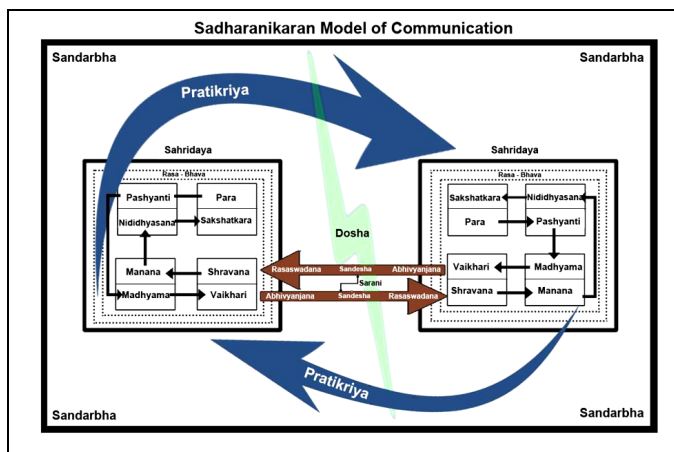 Sadharanikaran Model of Communication
Sandarbha
Sandarbha
Pratikriya
Sahridaya
Sahridaya
Rasa - Bhava
Rasa - Bhava
Pashyanti
Para
Nididhyasana
Sakshatkara
Manana
Shravana
Madhyama
Vaikhari
Dosha
Rasaswadana
Sandesha
Abhivyanjana
Sarani
Abhivyanjana
Sandesha
Rasaswadana
Sakshatkara
Nididhyasana
Para
Pashyanti
Vaikhari
Madhyama
Shravana
Manana
Pratikriya
Sandarbha
Sandarbha